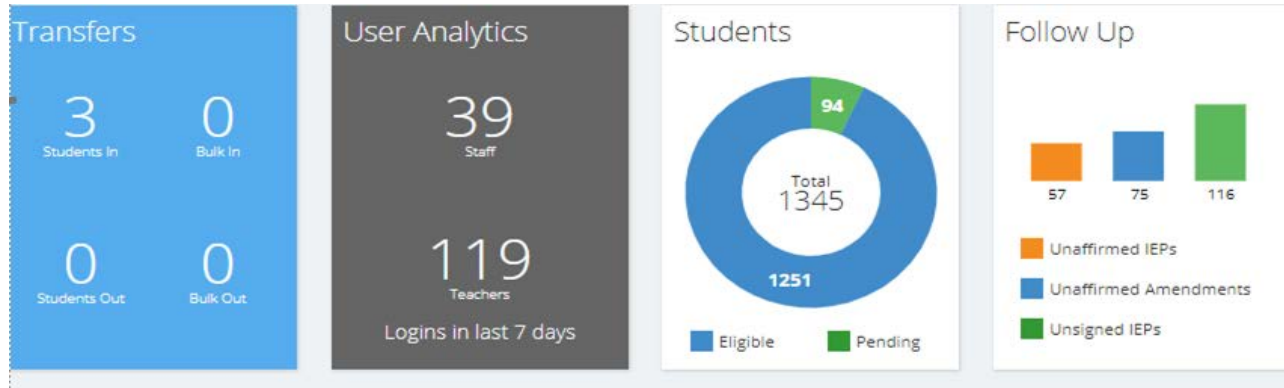 Transfers
3
0
Students In
Bulk In
0
0
Students Out
Bulk Out
User Analytics
39
Staff
119
Teachers
Logins in last 7 days
Students
94
Total
1345
1251
Eligible
Pending
Follow Up
57
75
116
Unaffirmed IEPs
Unaffirmed Amendments
Unsigned IEPs